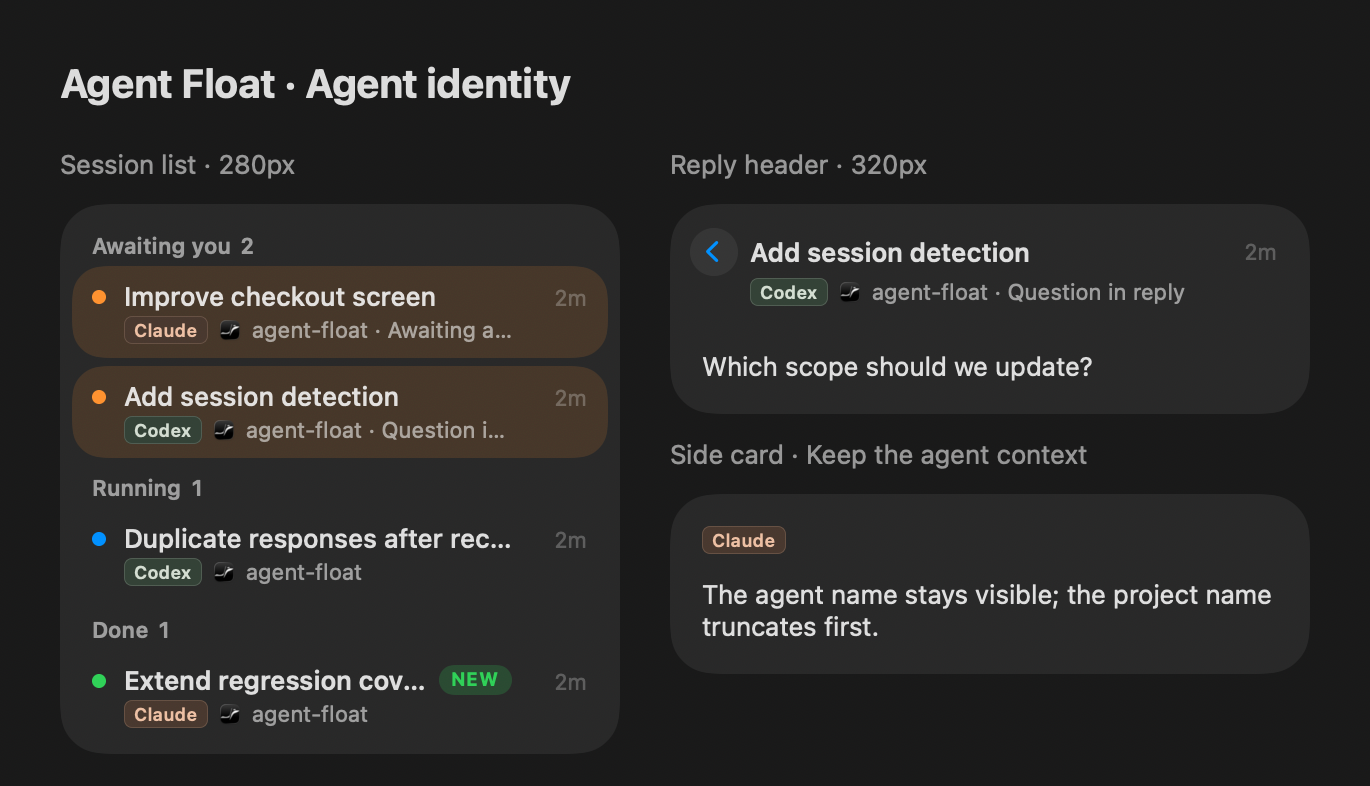 Agent Float · Agent identity
Session list · 280px
Awaiting you 2
Improve checkout screen 2m
Claude agent-float · Awaiting a...
Add session detection 2m
Codex agent-float · Question i...
Running 1
Duplicate responses after rec... 2m
Codex agent-float
Done 1
Extend regression cov... NEW 2m
Claude agent-float
Reply header · 320px
Add session detection 2m
Codex agent-float · Question in reply
Which scope should we update?
Side card · Keep the agent context
Claude
The agent name stays visible; the project name
truncates first.